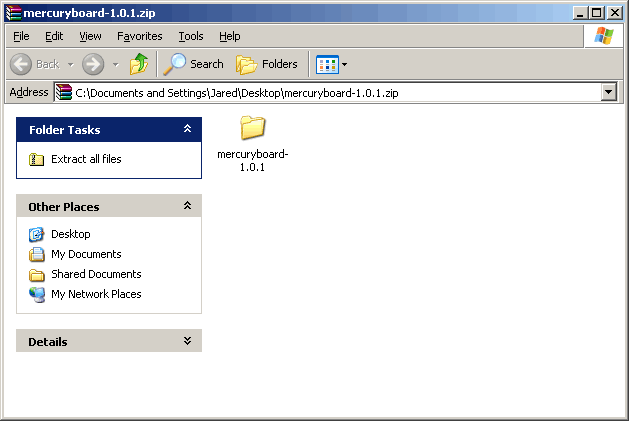 mercuryboard-1.0.1.zip
File Edit View Favorites Tools Help
Back Search Folders
Address C:\Documents and Settings\Jared\Desktop\mercuryboard-1.0.1.zip
Folder Tasks
Extract all files
Other Places
Desktop
My Documents
Shared Documents
My Network Places
Details
mercuryboard-
1.0.1